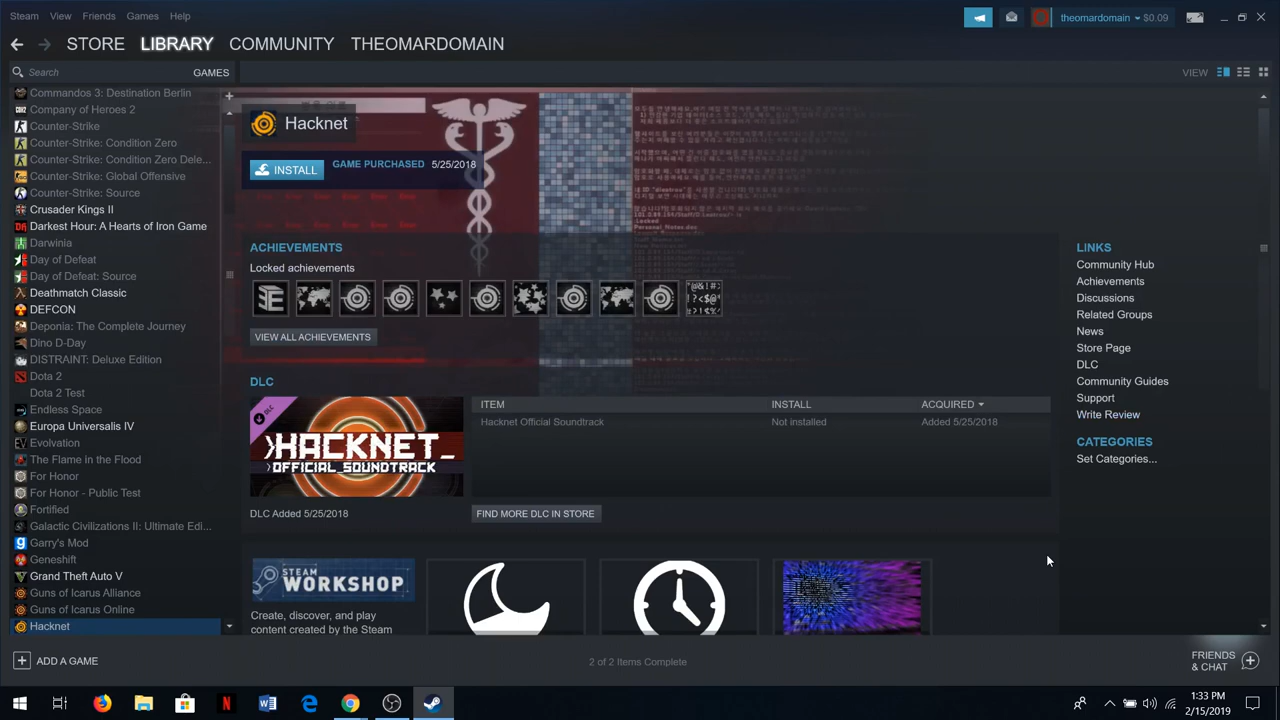 Steam View Friends Games Help
theomardomain $0.09
STORE LIBRARY COMMUNITY THEOMARDOMAIN
Search GAMES VIEW
Commandos 3: Destination Berlin
Company of Heroes 2
Counter-Strike
Counter-Strike: Condition Zero
Counter-Strike: Condition Zero Dele...
Counter-Strike: Global Offensive
Counter-Strike: Source
Crusader Kings II
Darkest Hour: A Hearts of Iron Game
Darwinia
Day of Defeat
Day of Defeat: Source
Deathmatch Classic
DEFCON
Deponia: The Complete Journey
Dino D-Day
DISTRAINT: Deluxe Edition
Dota 2
Dota 2 Test
Endless Space
Europa Universalis IV
Evolvation
The Flame in the Flood
For Honor
For Honor - Public Test
Fortified
Galactic Civilizations II: Ultimate Edi...
Garry's Mod
Geneshift
Grand Theft Auto V
Guns of Icarus Alliance
Guns of Icarus Online
Hacknet
Hacknet
INSTALL GAME PURCHASED 5/25/2018
ACHIEVEMENTS
Locked achievements
VIEW ALL ACHIEVEMENTS
DLC
DLC
HACKNET_
OFFICIAL_SOUNDTRACK
DLC Added 5/25/2018
ITEM INSTALL ACQUIRED
Hacknet Official Soundtrack Not installed Added 5/25/2018
FIND MORE DLC IN STORE
STEAM
WORKSHOP
Create, discover, and play
content created by the Steam
LINKS
Community Hub
Achievements
Discussions
Related Groups
News
Store Page
DLC
Community Guides
Support
Write Review
CATEGORIES
Set Categories...
ADD A GAME
2 of 2 Items Complete
FRIENDS
& CHAT
1:33 PM
2/15/2019